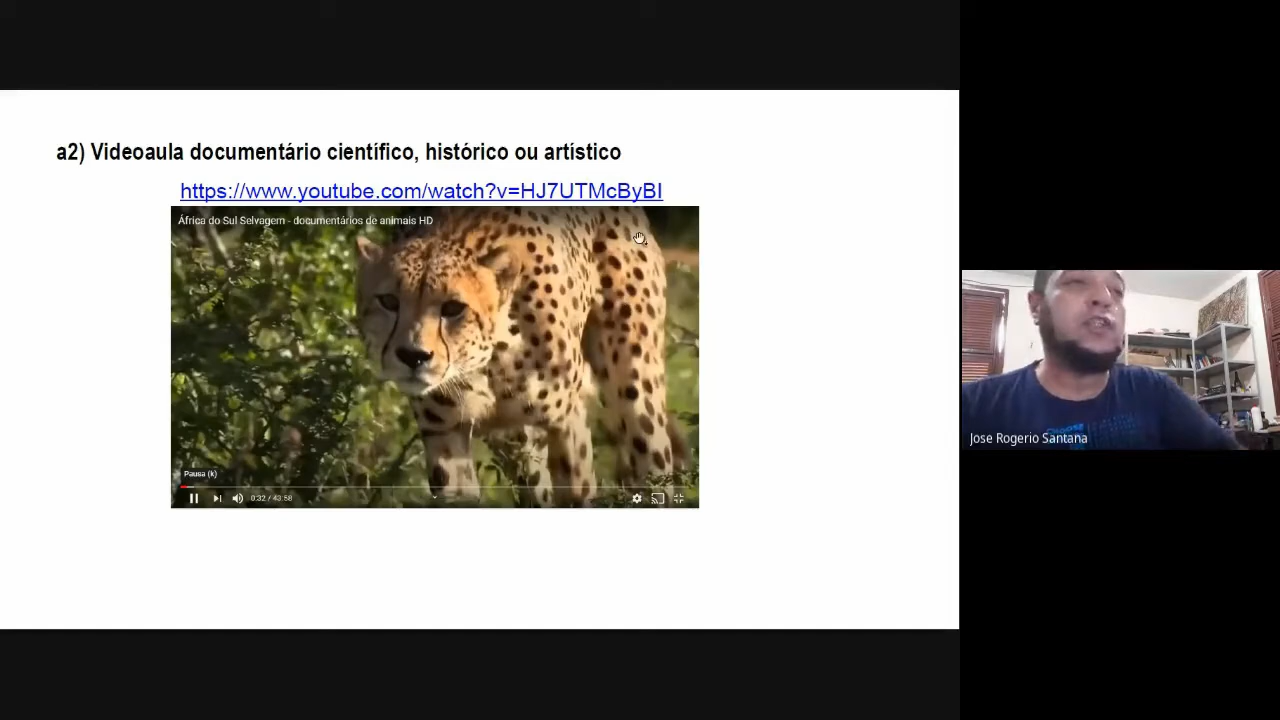 a2) Videoaula documentário científico, histórico ou artístico
https://www.youtube.com/watch?v=HJ7UTMcByBI
África do Sul Selvagem - documentários de animais HD
Pausa (k)
0:32 / 43:58
Jose Rogerio Santana